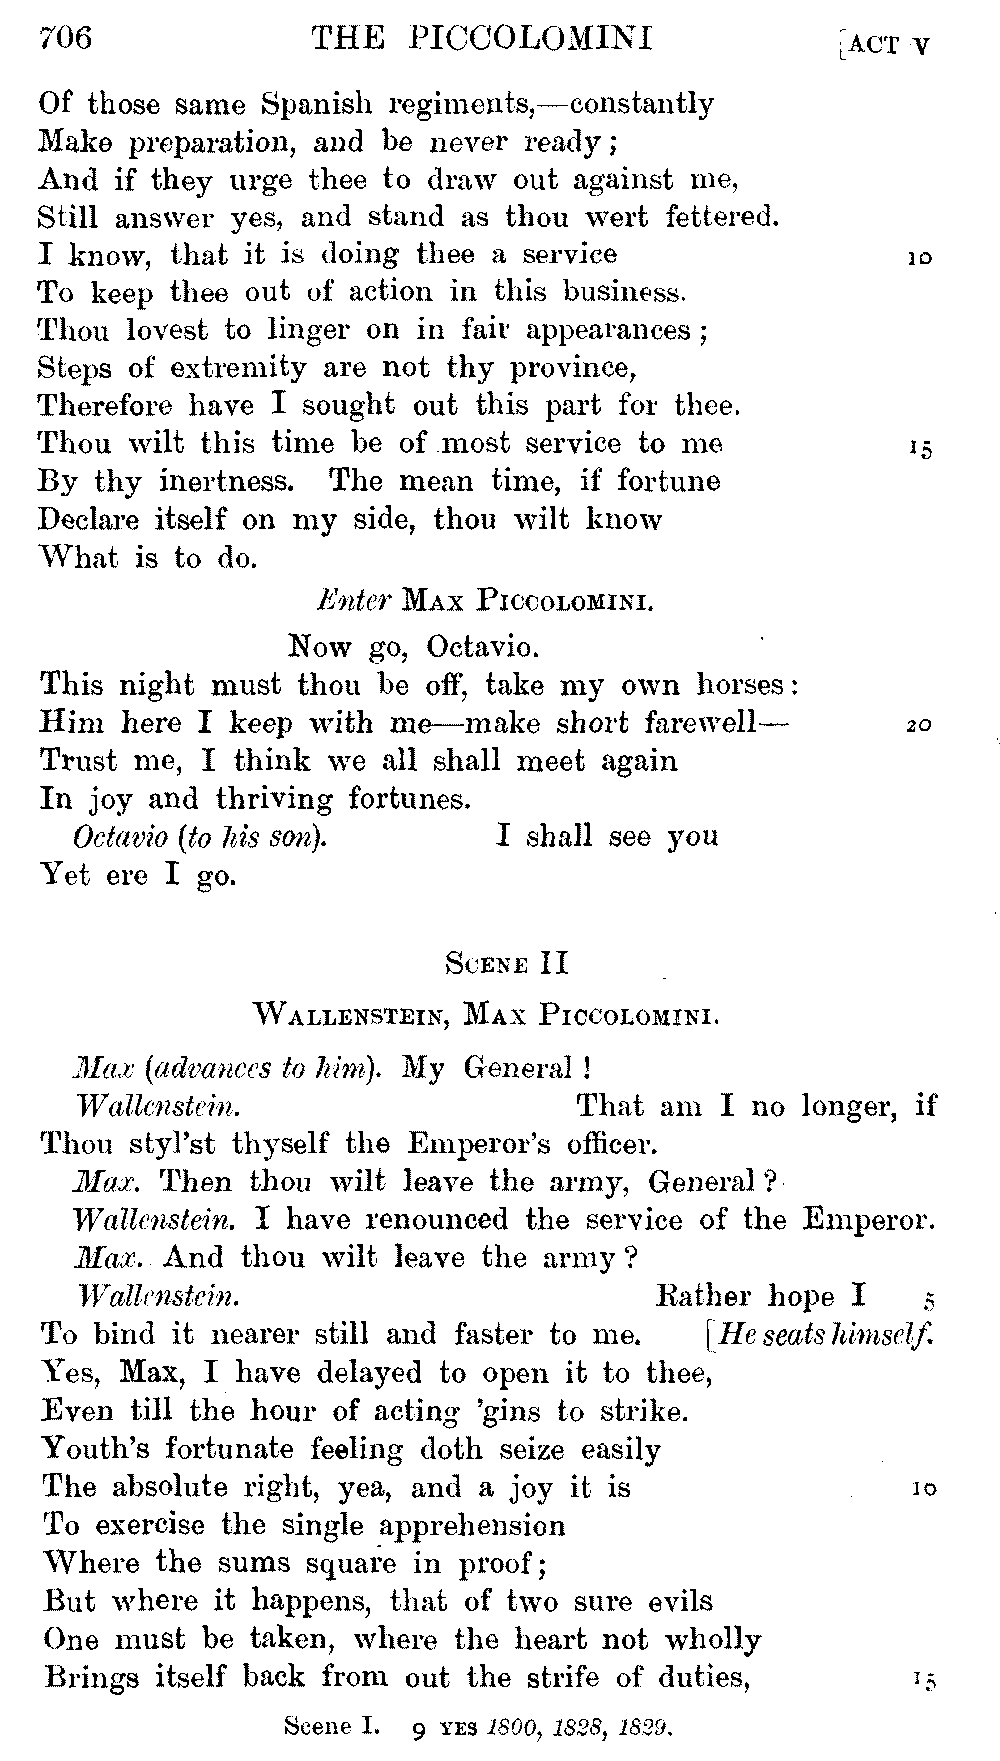 706 THE PICCOLOMINI [ACT V
Of those same Spanish regiments,—constantly
Make preparation, and be never ready;
And if they urge thee to draw out against me,
Still answer yes, and stand as thou wert fettered.
I know, that it is doing thee a service 10
To keep thee out of action in this business.
Thou lovest to linger on in fair appearances;
Steps of extremity are not thy province,
Therefore have I sought out this part for thee.
Thou wilt this time be of most service to me 15
By thy inertness. The mean time, if fortune
Declare itself on my side, thou wilt know
What is to do.
Enter MAX PICCOLOMINI.
Now go, Octavio.
This night must thou be off, take my own horses:
Him here I keep with me—make short farewell— 20
Trust me, I think we all shall meet again
In joy and thriving fortunes.
Octavio (to his son). I shall see you
Yet ere I go.
SCENE II
WALLENSTEIN, MAX PICCOLOMINI.
Max (advances to him). My General!
Wallenstein. That am I no longer, if
Thou styl'st thyself the Emperor's officer.
Max. Then thou wilt leave the army, General?
Wallenstein. I have renounced the service of the Emperor.
Max. And thou wilt leave the army?
Wallenstein. Rather hope I 5
To bind it nearer still and faster to me. [He seats himself.
Yes, Max, I have delayed to open it to thee,
Even till the hour of acting 'gins to strike.
Youth's fortunate feeling doth seize easily
The absolute right, yea, and a joy it is 10
To exercise the single apprehension
Where the sums square in proof;
But where it happens, that of two sure evils
One must be taken, where the heart not wholly
Brings itself back from out the strife of duties, 15
Scene I. 9 YES 1800, 1828, 1829.